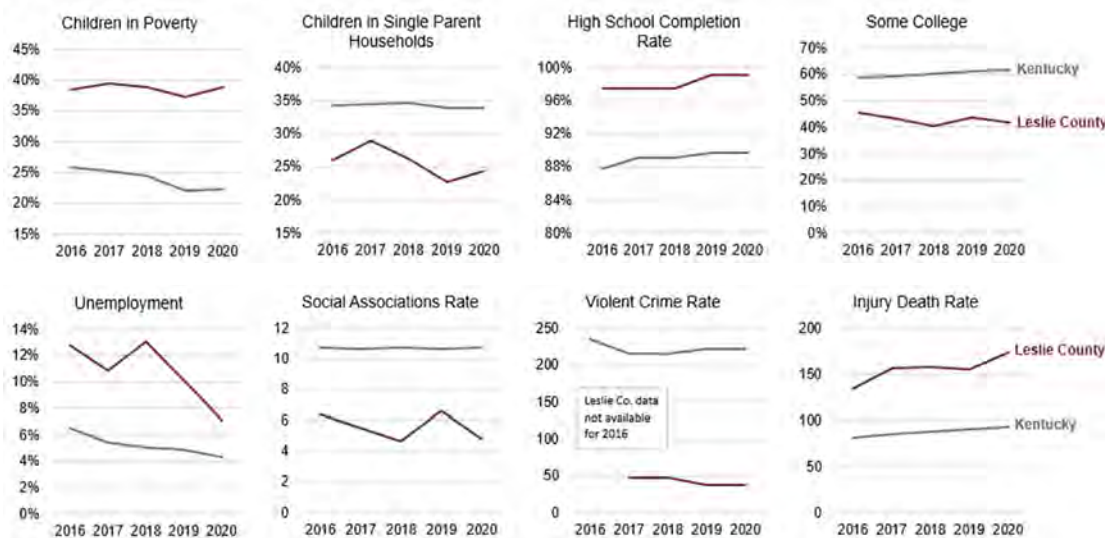 Children in Poverty
45%
40%
35%
30%
25%
20%
15%
2016 2017 2018 2019 2020
Children in Single Parent
Households
40%
35%
30%
25%
20%
15%
2016 2017 2018 2019 2020
High School Completion
Rate
100%
96%
92%
88%
84%
80%
2016 2017 2018 2019 2020
Some College
70%
60%
50%
40%
30%
20%
10%
0%
Kentucky
Leslie County
2016 2017 2018 2019 2020
Unemployment
14%
12%
10%
8%
6%
4%
2%
0%
2016 2017 2018 2019 2020
Social Associations Rate
12
10
8
6
4
2
0
2016 2017 2018 2019 2020
Violent Crime Rate
250
200
150
100
50
0
Leslie Co. data
not available
for 2016
2016 2017 2018 2019 2020
Injury Death Rate
200
150
100
50
0
Leslie County
Kentucky
2016 2017 2018 2019 2020